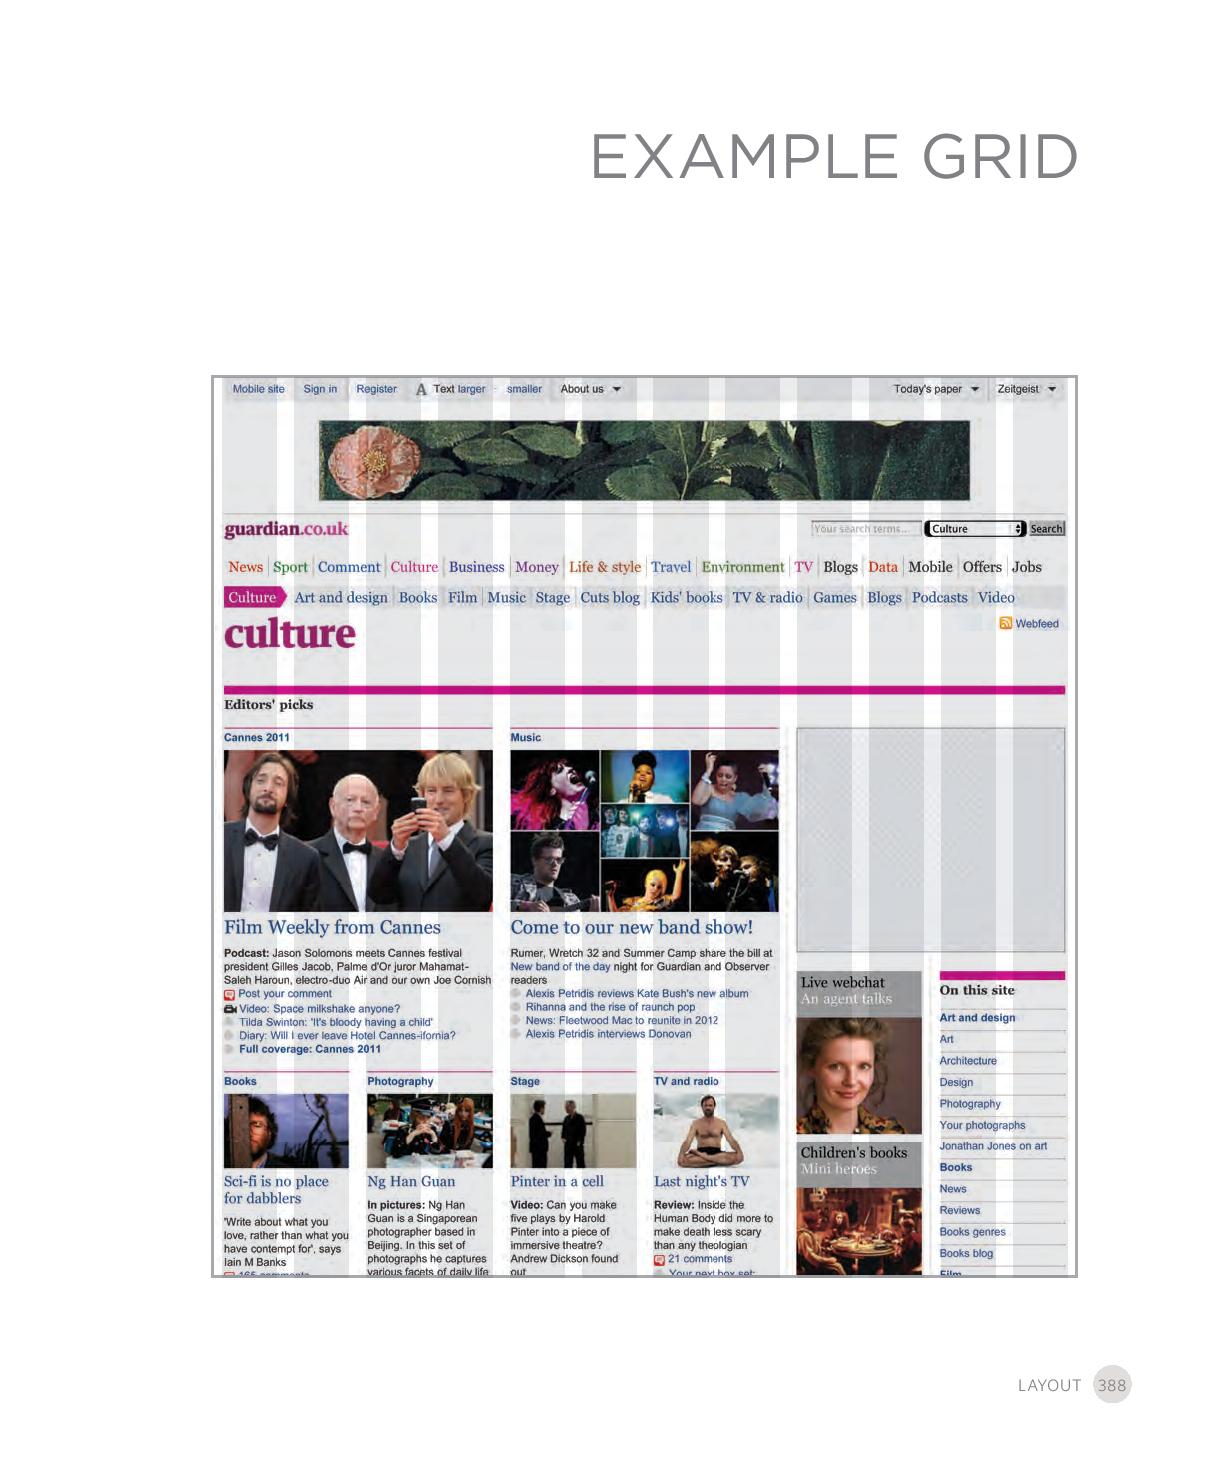 EXAMPLE GRID
Mobile site Sign in Register A Text larger smaller About us Today's paper Zeitgeist
guardian.co.uk
Your search terms... Culture Search
News Sport Comment Culture Business Money Life & style Travel Environment TV Blogs Data Mobile Offers Jobs
Culture Art and design Books Film Music Stage Cuts blog Kids' books TV & radio Games Blogs Podcasts Video
culture
Webfeed
Editors' picks
Cannes 2011
Film Weekly from Cannes
Podcast: Jason Solomons meets Cannes festival
president Gilles Jacob, Palme d'Or juror Mahamat-
Saleh Haroun, electro-duo Air and our own Joe Cornish
Post your comment
Video: Space milkshake anyone?
Tilda Swinton: 'It's bloody having a child'
Diary: Will I ever leave Hotel Cannes-ifornia?
Full coverage: Cannes 2011
Music
Come to our new band show!
Rumer, Wretch 32 and Summer Camp share the bill at
New band of the day night for Guardian and Observer
readers
Alexis Petridis reviews Kate Bush's new album
Rihanna and the rise of raunch pop
News: Fleetwood Mac to reunite in 2012
Alexis Petridis interviews Donovan
Books
Sci-fi is no place
for dabblers
'Write about what you
love, rather than what you
have contempt for', says
Iain M Banks
165 comments
Photography
Ng Han Guan
In pictures: Ng Han
Guan is a Singaporean
photographer based in
Beijing. In this set of
photographs he captures
various facets of daily life
Stage
Pinter in a cell
Video: Can you make
five plays by Harold
Pinter into a piece of
immersive theatre?
Andrew Dickson found
out
TV and radio
Last night's TV
Review: Inside the
Human Body did more to
make death less scary
than any theologian
21 comments
Your next box set:
Live webchat
An agent talks
Children's books
Mini heroes
On this site
Art and design
Art
Architecture
Design
Photography
Your photographs
Jonathan Jones on art
Books
News
Reviews
Books genres
Books blog
Film
LAYOUT 388